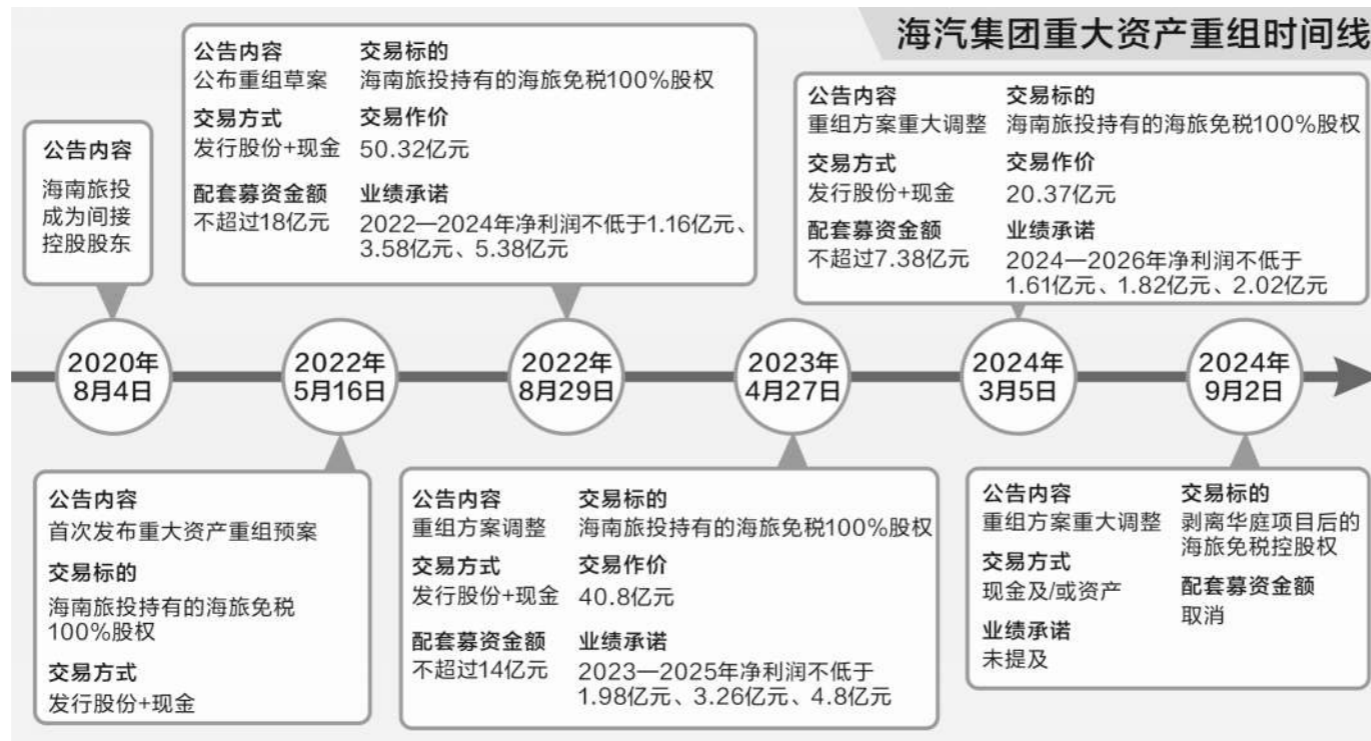 海汽集团重大资产重组时间线
公告内容
海南旅投
成为间接
控股股东
2020年
8月4日
公告内容
首次发布重大资产重组预案
交易标的
海南旅投持有的海旅免税
100%股权
交易方式
发行股份+现金
2022年
5月16日
公告内容 交易标的
公布重组草案 海南旅投持有的海旅免税100%股权
交易方式 交易作价
发行股份+现金 50.32亿元
配套募资金额 业绩承诺
不超过18亿元 2022—2024年净利润不低于1.16亿元、
3.58亿元、5.38亿元
2022年
8月29日
公告内容 交易标的
重组方案调整 海南旅投持有的海旅免税100%股权
交易方式 交易作价
发行股份+现金 40.8亿元
配套募资金额 业绩承诺
不超过14亿元 2023—2025年净利润不低于
1.98亿元、3.26亿元、4.8亿元
2023年
4月27日
公告内容 交易标的
重组方案重大调整 海南旅投持有的海旅免税100%股权
交易方式 交易作价
发行股份+现金 20.37亿元
配套募资金额 业绩承诺
不超过7.38亿元 2024—2026年净利润不低于
1.61亿元、1.82亿元、2.02亿元
2024年
3月5日
公告内容 交易标的
重组方案重大调整 剥离华庭项目后的
海旅免税控股权
交易方式 配套募资金额
现金及/或资产 取消
业绩承诺
未提及
2024年
9月2日